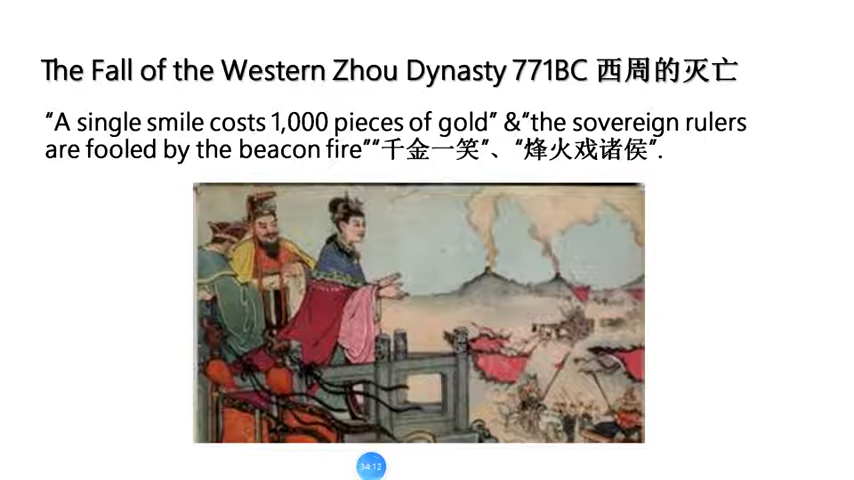 The Fall of the Western Zhou Dynasty 771BC 西周的灭亡
“A single smile costs 1,000 pieces of gold” &“the sovereign rulers
are fooled by the beacon fire”“千金一笑”、“烽火戏诸侯”.
34:12